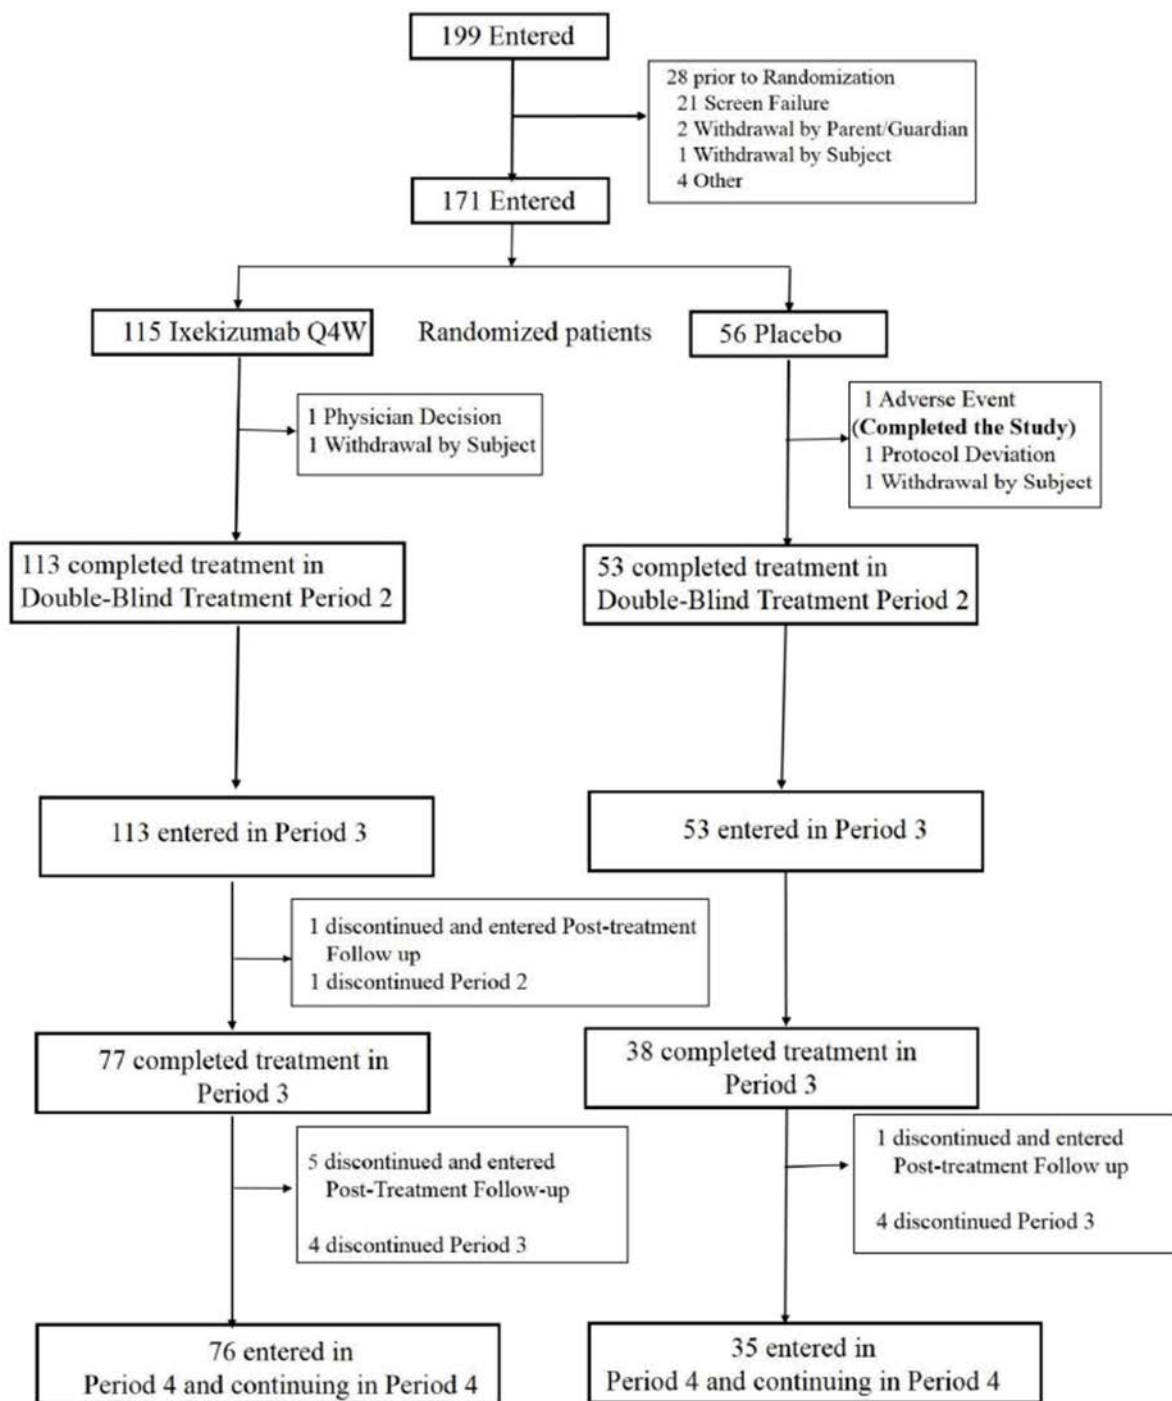 199 Entered
28 prior to Randomization
21 Screen Failure
2 Withdrawal by Parent/Guardian
1 Withdrawal by Subject
4 Other
171 Entered
115 Ixekizumab Q4W
Randomized patients
56 Placebo
1 Physician Decision
1 Withdrawal by Subject
1 Adverse Event
(Completed the Study)
1 Protocol Deviation
1 Withdrawal by Subject
113 completed treatment in
Double-Blind Treatment Period 2
53 completed treatment in
Double-Blind Treatment Period 2
113 entered in Period 3
53 entered in Period 3
1 discontinued and entered Post-treatment
Follow up
1 discontinued Period 2
77 completed treatment in
Period 3
38 completed treatment in
Period 3
5 discontinued and entered
Post-Treatment Follow-up
4 discontinued Period 3
1 discontinued and entered
Post-treatment Follow up
4 discontinued Period 3
76 entered in
Period 4 and continuing in Period 4
35 entered in
Period 4 and continuing in Period 4